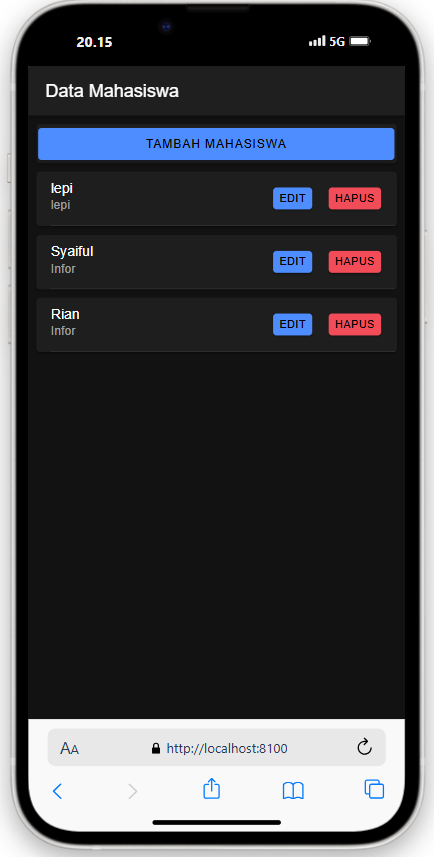 20.15
5G
Data Mahasiswa
TAMBAH MAHASISWA
lepi
lepi
EDIT
HAPUS
Syaiful
Infor
EDIT
HAPUS
Rian
Infor
EDIT
HAPUS
AA
http://localhost:8100